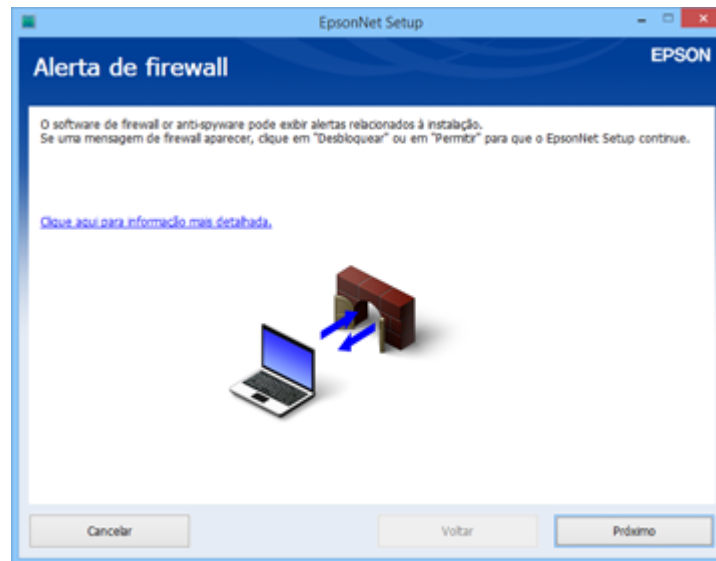 EpsonNet Setup
Alerta de firewall
EPSON
O software de firewall or anti-spyware pode exibir alertas relacionados à instalação.
Se uma mensagem de firewall aparecer, clique em "Desbloquear" ou em "Permitir" para que o EpsonNet Setup continue.
Clique aqui para informação mais detalhada.
Cancelar
Voltar
Próximo